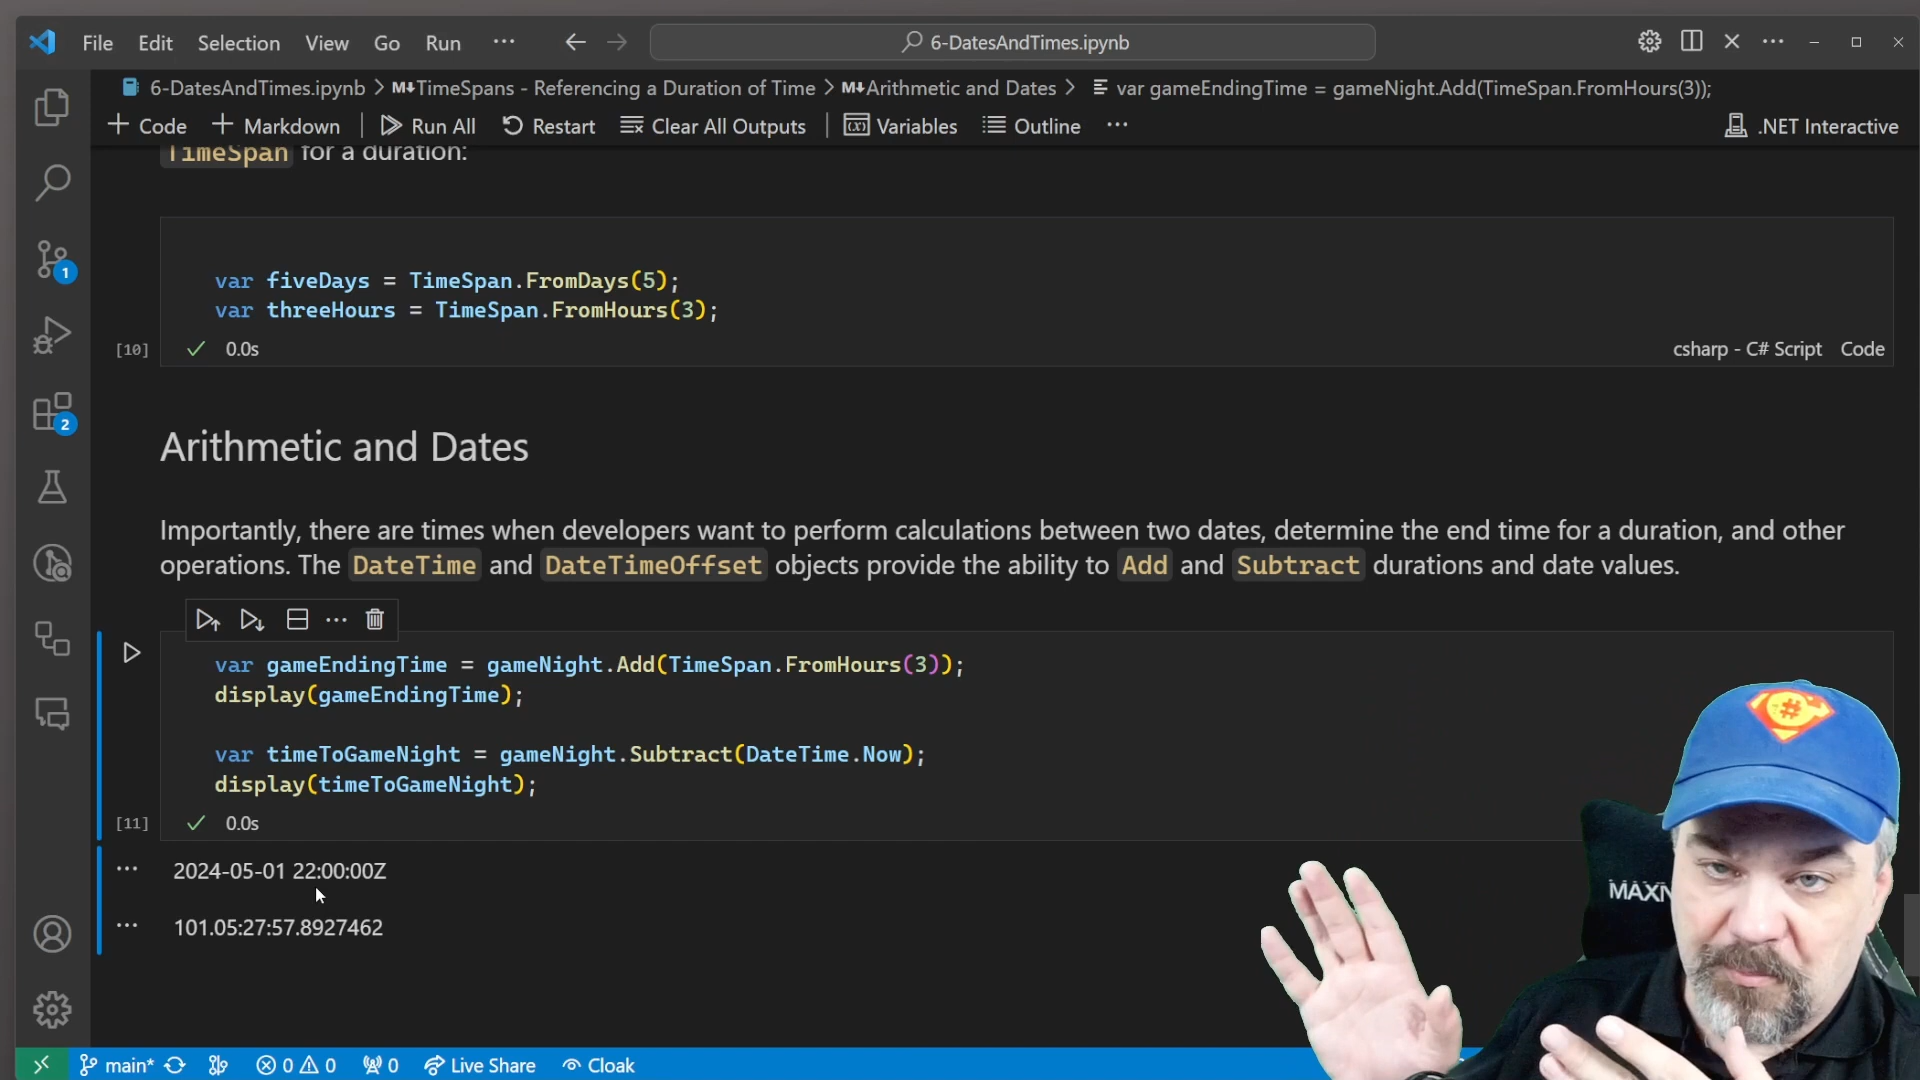 File Edit Selection View Go Run ... 6-DatesAndTimes.ipynb
6-DatesAndTimes.ipynb > M↓TimeSpans - Referencing a Duration of Time > M↓Arithmetic and Dates > var gameEndingTime = gameNight.Add(TimeSpan.FromHours(3));
+ Code + Markdown Run All Restart Clear All Outputs Variables Outline ... .NET Interactive
TimeSpan for a duration:
var fiveDays = TimeSpan.FromDays(5);
var threeHours = TimeSpan.FromHours(3);
[10] 0.0s csharp - C# Script Code
Arithmetic and Dates
Importantly, there are times when developers want to perform calculations between two dates, determine the end time for a duration, and other
operations. The DateTime and DateTimeOffset objects provide the ability to Add and Subtract durations and date values.
var gameEndingTime = gameNight.Add(TimeSpan.FromHours(3));
display(gameEndingTime);
var timeToGameNight = gameNight.Subtract(DateTime.Now);
display(timeToGameNight);
[11] 0.0s
2024-05-01 22:00:00Z
101.05:27:57.8927462
1
2
main* 0 0 0 Live Share Cloak
#
MAXN